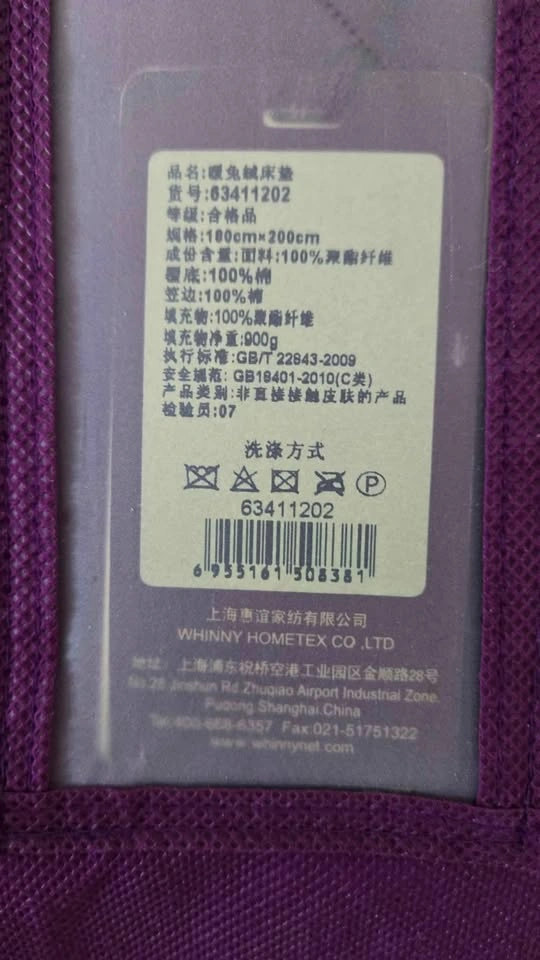 品名:暖兔绒床垫
货号:63411202
等级:合格品
规格:180cm×200cm
成份含量:面料:100%聚酯纤维
覆底:100%棉
笠边:100%棉
填充物:100%聚酯纤维
填充物净重:900g
执行标准:GB/T 22843-2009
安全规范: GB18401-2010(C类)
产品类别:非直接接触皮肤的产品
检验员:07
洗涤方式
P
63411202
6 955161 508381
上海惠谊家纺有限公司
WHINNY HOMETEX CO.,LTD
地址: 上海浦东祝桥空港工业园区金顺路28号
No.28 Jinshun Rd Zhuqiao Airport Industrial Zone,
Pudong Shanghai.China
Tel:400-668-6357 Fax:021-51751322
www.whinnynet.com